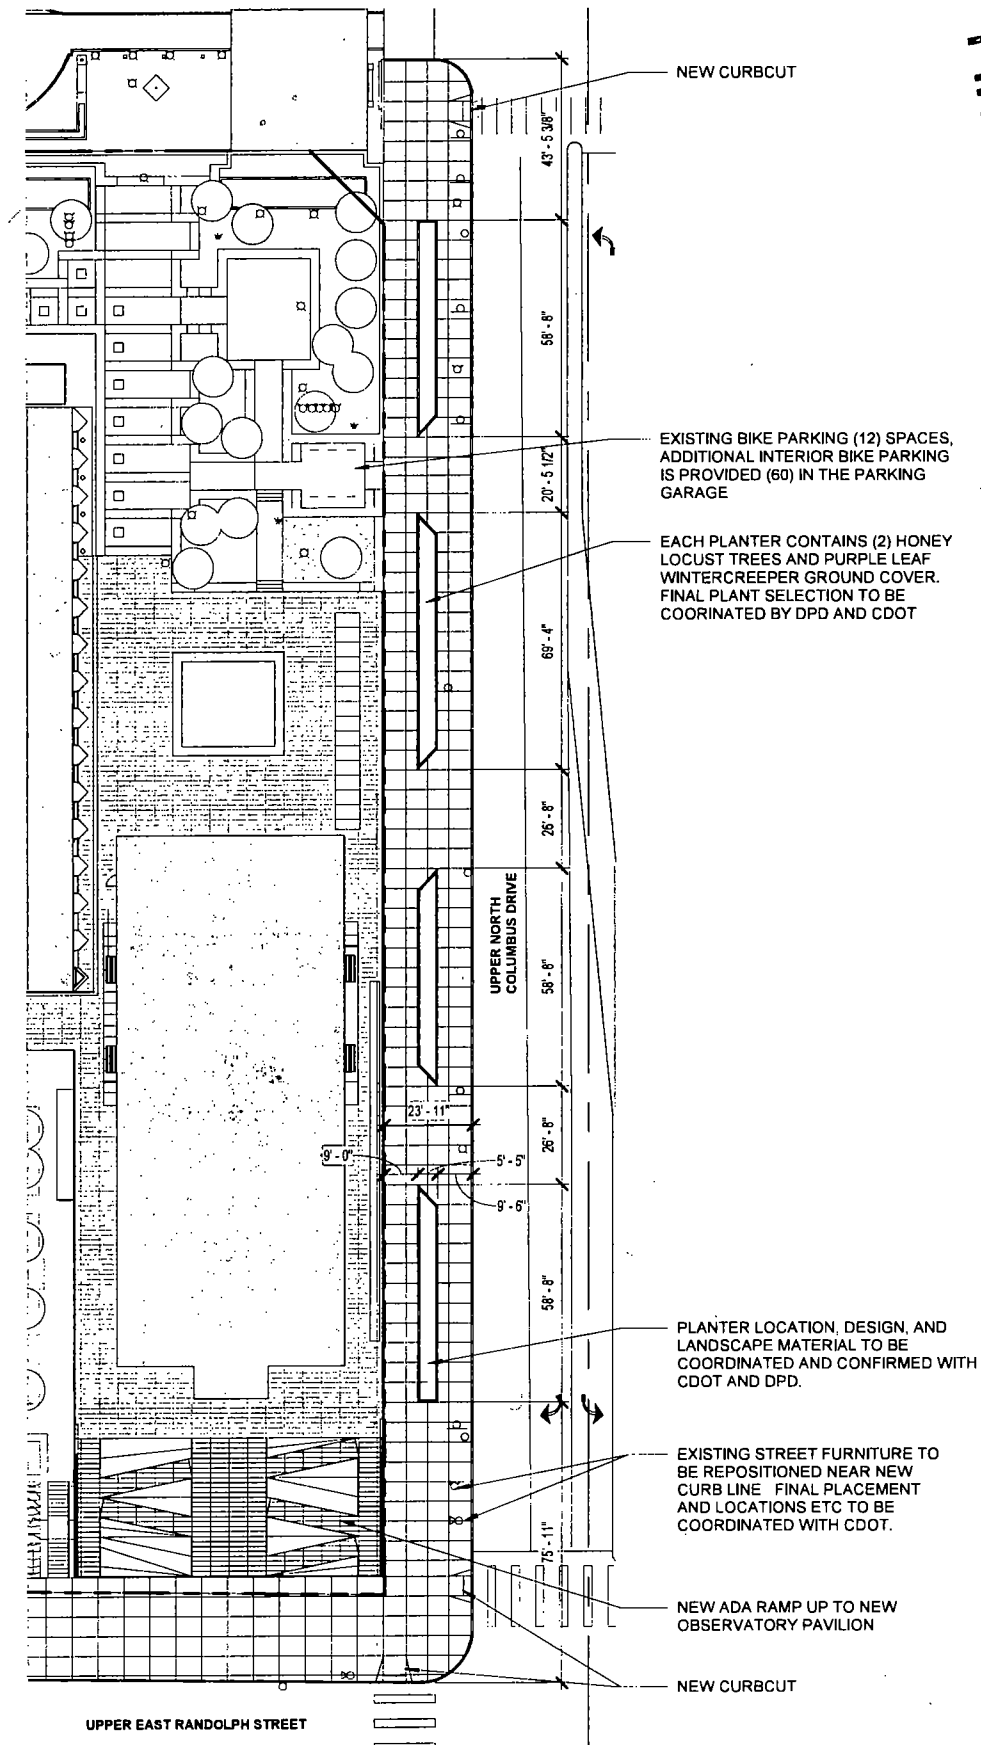 NEW CURBCUT
43' - 5 3/8"
58' - 8"
EXISTING BIKE PARKING (12) SPACES,
ADDITIONAL INTERIOR BIKE PARKING
IS PROVIDED (60) IN THE PARKING
GARAGE
20' - 5 1/2"
EACH PLANTER CONTAINS (2) HONEY
LOCUST TREES AND PURPLE LEAF
WINTERCREEPER GROUND COVER.
FINAL PLANT SELECTION TO BE
COORINATED BY DPD AND CDOT
69' - 4"
26' - 8"
UPPER NORTH
COLUMBUS DRIVE
58' - 8"
23' - 11"
26' - 8"
9' - 0"
5' - 5"
9' - 6"
58' - 8"
PLANTER LOCATION, DESIGN, AND
LANDSCAPE MATERIAL TO BE
COORDINATED AND CONFIRMED WITH
CDOT AND DPD.
EXISTING STREET FURNITURE TO
BE REPOSITIONED NEAR NEW
CURB LINE FINAL PLACEMENT
AND LOCATIONS ETC TO BE
COORDINATED WITH CDOT.
75' - 11"
NEW ADA RAMP UP TO NEW
OBSERVATORY PAVILION
NEW CURBCUT
UPPER EAST RANDOLPH STREET